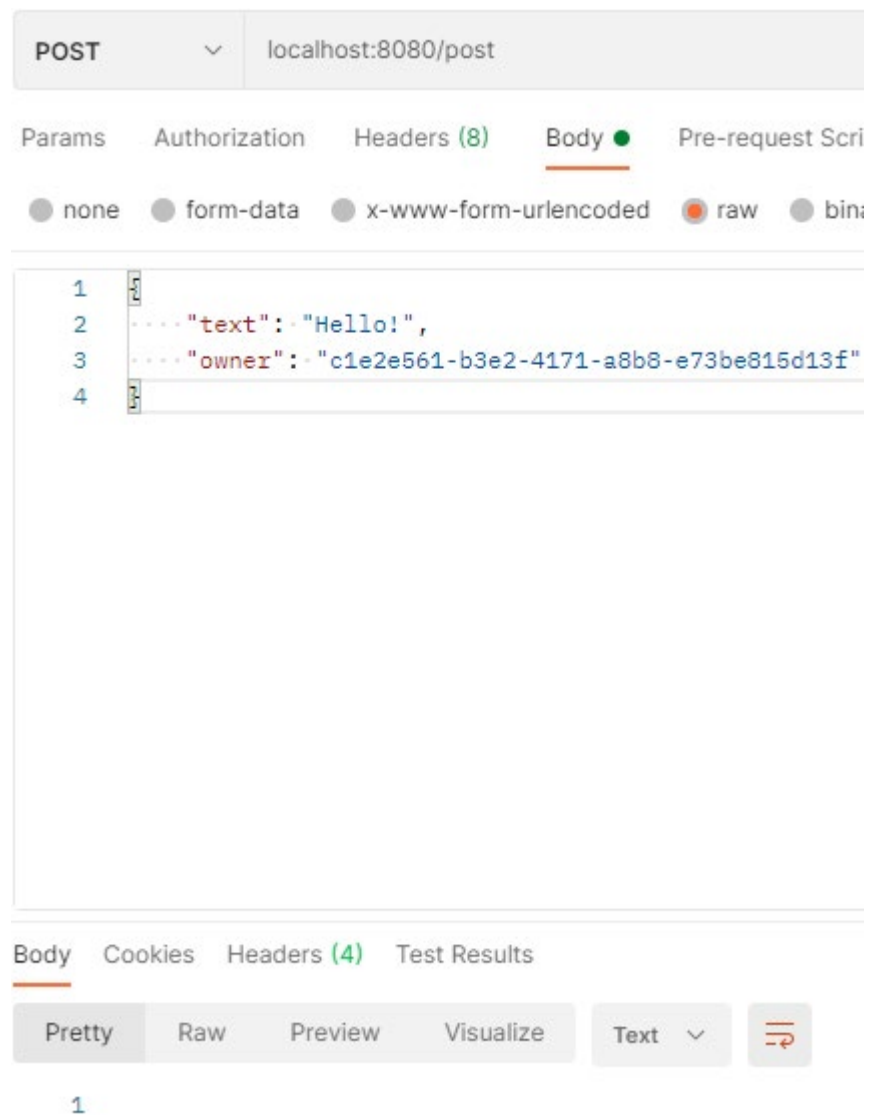 POST localhost:8080/post
Params Authorization Headers (8) Body Pre-request Scri
none form-data x-www-form-urlencoded raw bina
1 {
2 "text": "Hello!",
3 "owner": "c1e2e561-b3e2-4171-a8b8-e73be815d13f"
4 }
Body Cookies Headers (4) Test Results
Pretty Raw Preview Visualize Text
1